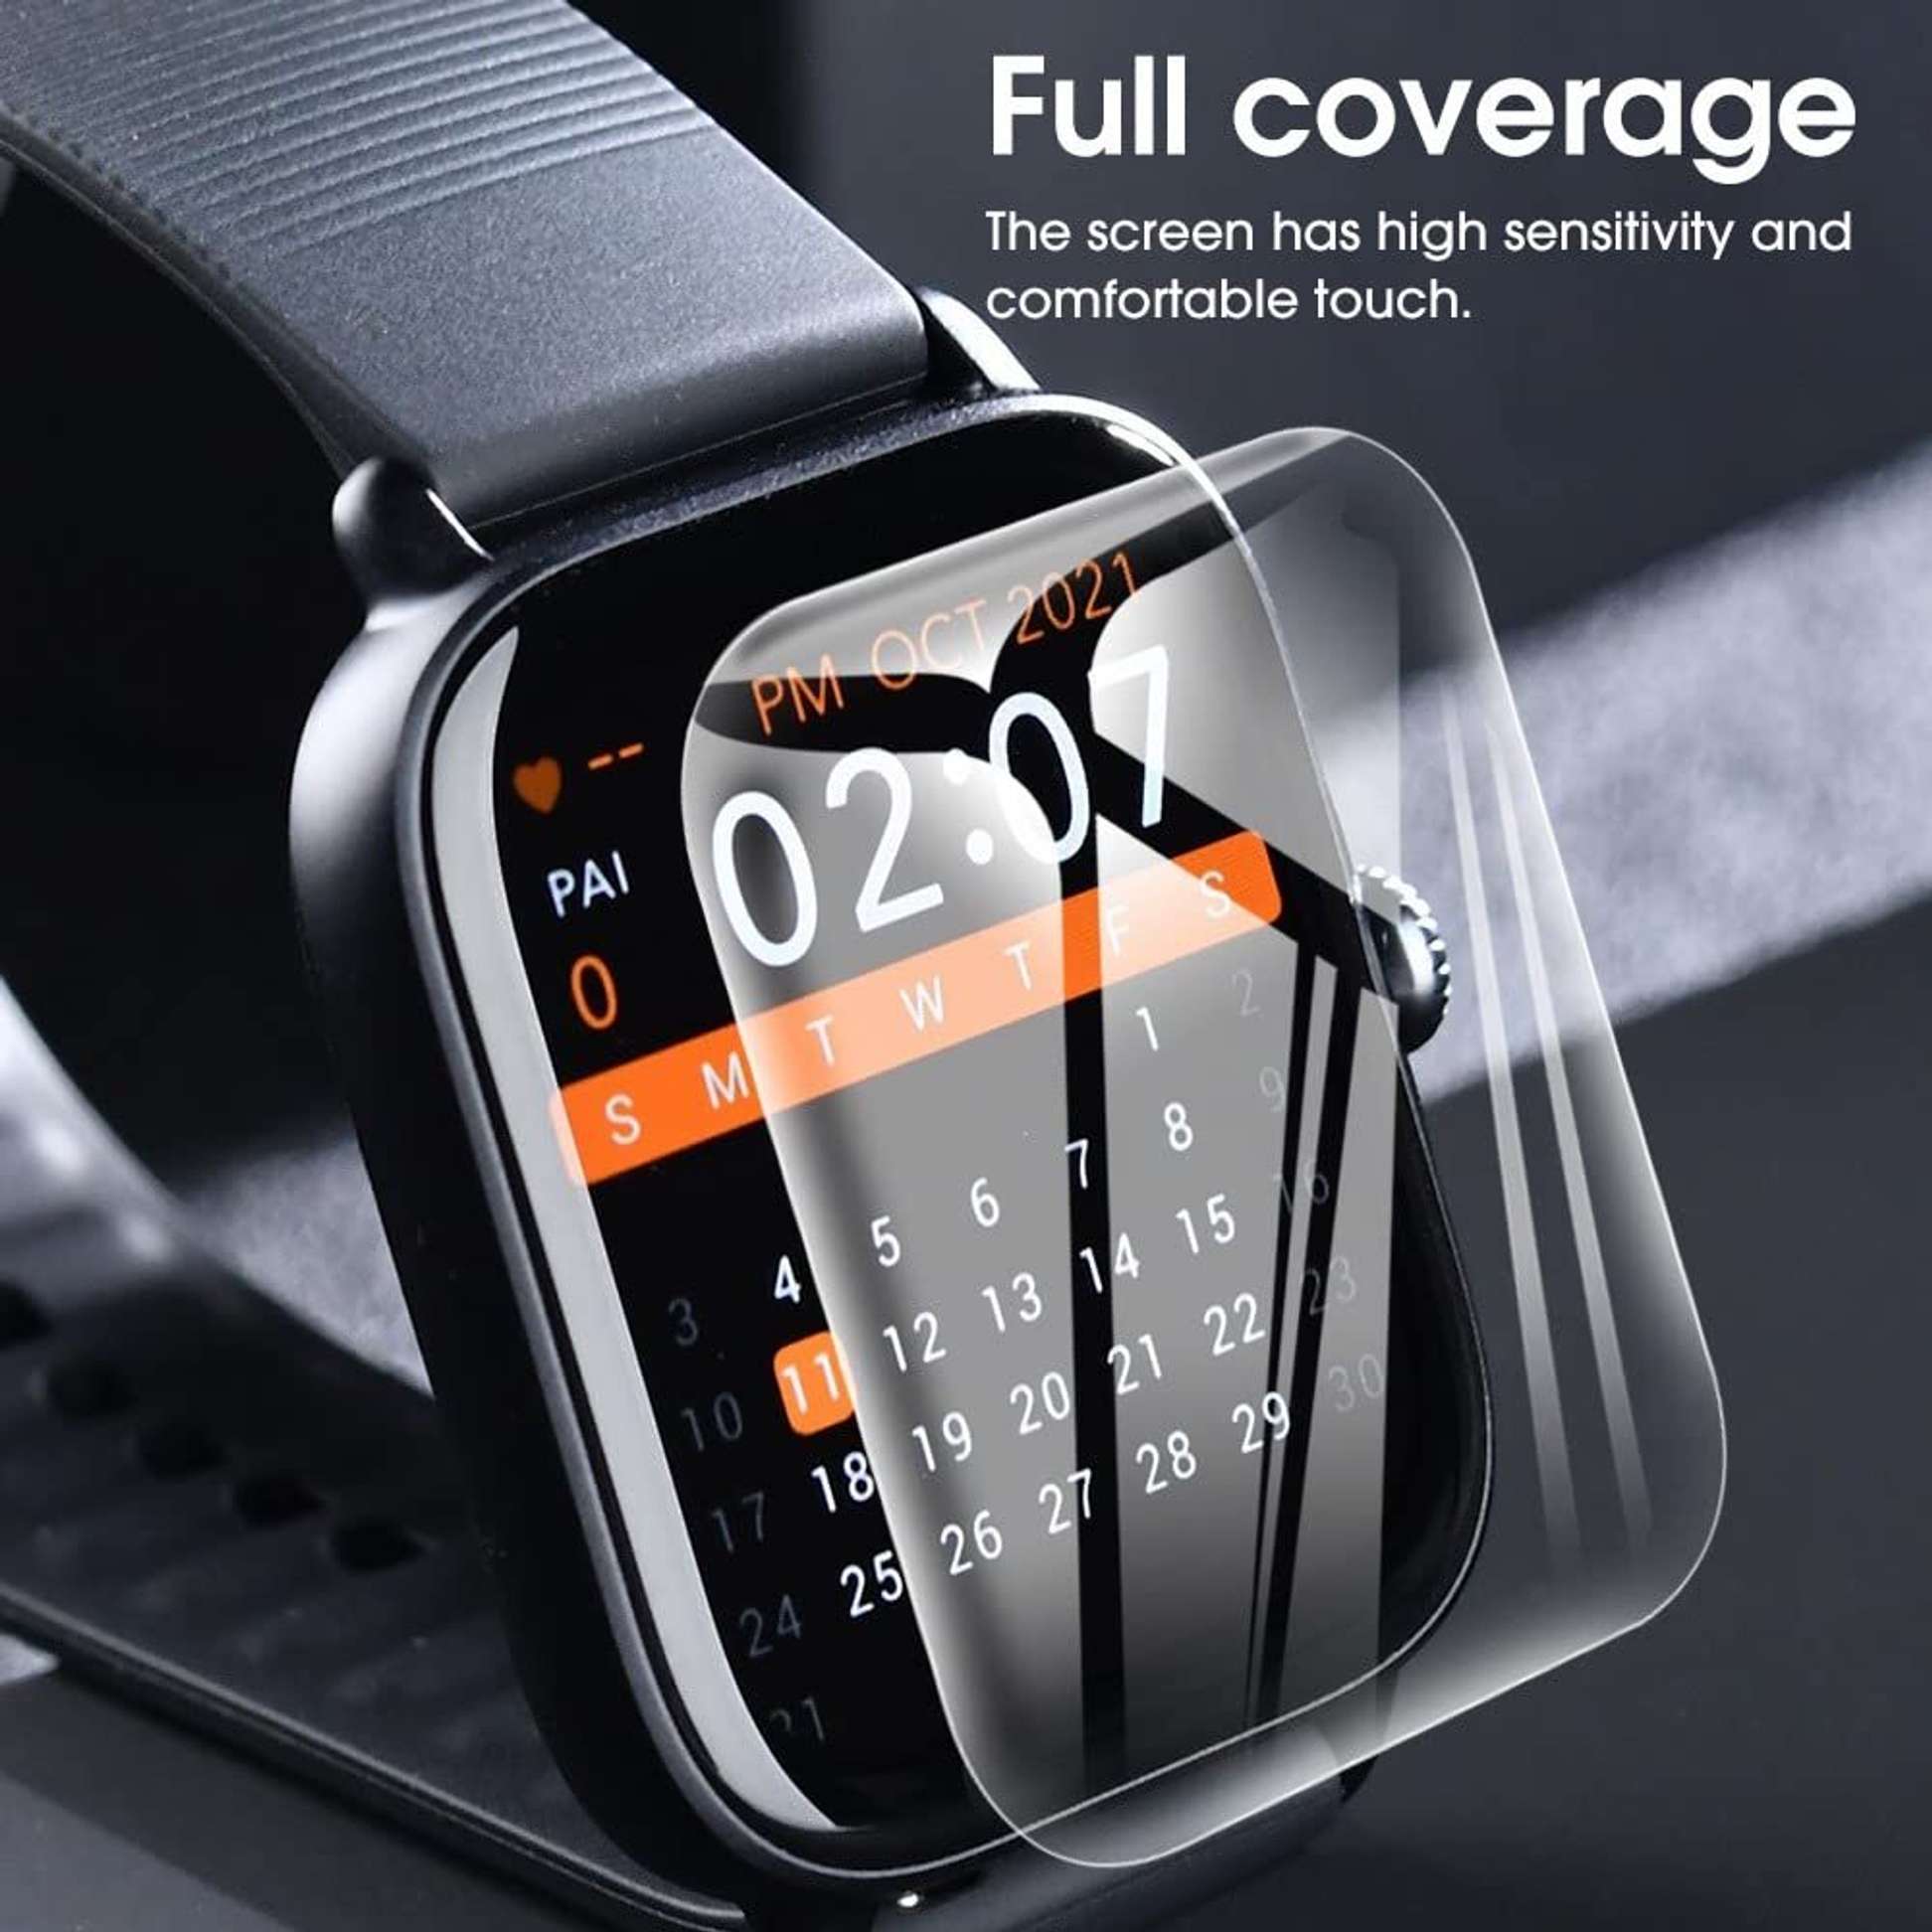 Full coverage
The screen has high sensitivity and
comfortable touch.
PM OCT 2021
--
02:07
PAI
0
S M T W T F S
1 2
3 4 5 6 7 8 9
10 11 12 13 14 15 16
17 18 19 20 21 22 23
24 25 26 27 28 29 30
31